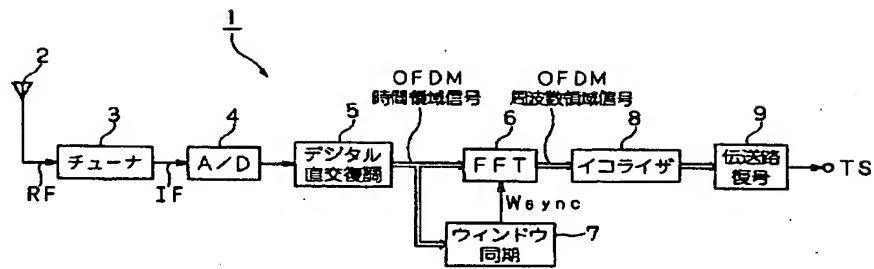 1
2
OFDM
時間領域信号
OFDM
周波数領域信号
3
4
5
6
8
9
チューナ
A/D
デジタル
直交復調
FFT
イコライザ
伝送路
復号
TS
RF
IF
Wsync
ウインドウ
同期
7